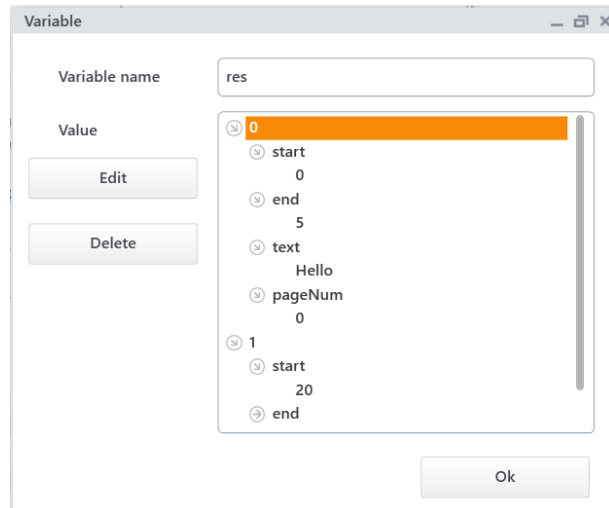 Variable
Variable name
res
Value
Edit
Delete
0
start
0
end
5
text
Hello
pageNum
0
1
start
20
end
Ok